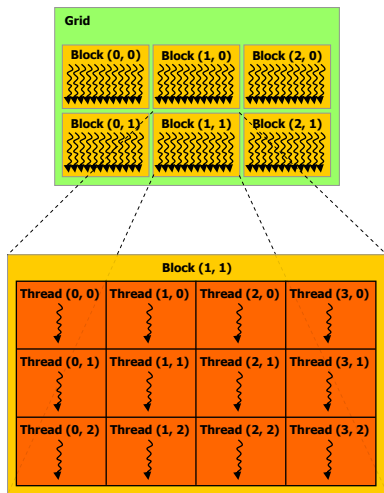 Grid
Block (0, 0) Block (1, 0) Block (2, 0)
Block (0, 1) Block (1, 1) Block (2, 1)
Block (1, 1)
Thread (0, 0) Thread (1, 0) Thread (2, 0) Thread (3, 0)
Thread (0, 1) Thread (1, 1) Thread (2, 1) Thread (3, 1)
Thread (0, 2) Thread (1, 2) Thread (2, 2) Thread (3, 2)